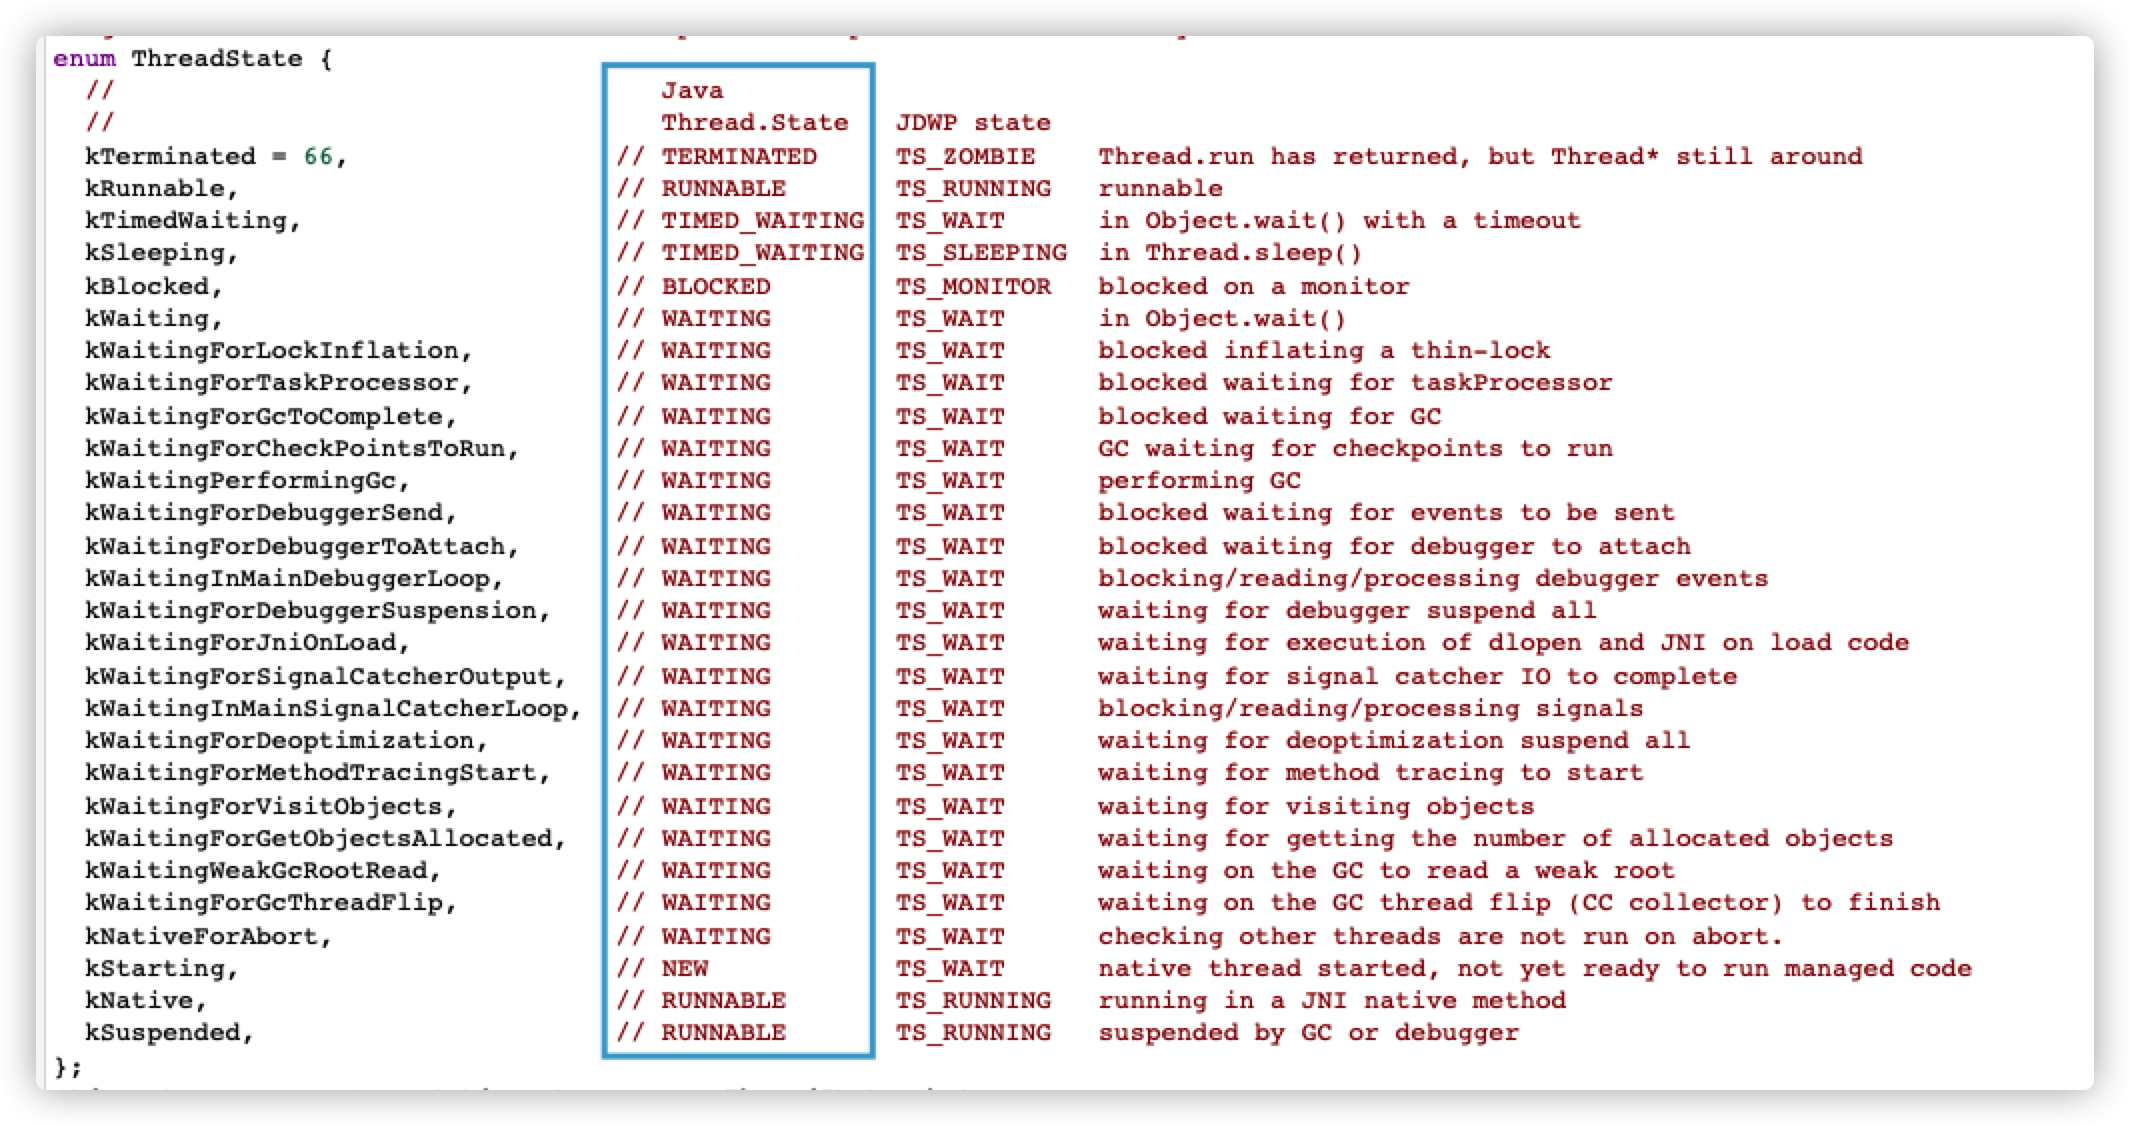 enum ThreadState {
// Java
// Thread.State JDWP state
kTerminated = 66, // TERMINATED TS_ZOMBIE Thread.run has returned, but Thread* still around
kRunnable, // RUNNABLE TS_RUNNING runnable
kTimedWaiting, // TIMED_WAITING TS_WAIT in Object.wait() with a timeout
kSleeping, // TIMED_WAITING TS_SLEEPING in Thread.sleep()
kBlocked, // BLOCKED TS_MONITOR blocked on a monitor
kWaiting, // WAITING TS_WAIT in Object.wait()
kWaitingForLockInflation, // WAITING TS_WAIT blocked inflating a thin-lock
kWaitingForTaskProcessor, // WAITING TS_WAIT blocked waiting for taskProcessor
kWaitingForGcToComplete, // WAITING TS_WAIT blocked waiting for GC
kWaitingForCheckPointsToRun, // WAITING TS_WAIT GC waiting for checkpoints to run
kWaitingPerformingGc, // WAITING TS_WAIT performing GC
kWaitingForDebuggerSend, // WAITING TS_WAIT blocked waiting for events to be sent
kWaitingForDebuggerToAttach, // WAITING TS_WAIT blocked waiting for debugger to attach
kWaitingInMainDebuggerLoop, // WAITING TS_WAIT blocking/reading/processing debugger events
kWaitingForDebuggerSuspension, // WAITING TS_WAIT waiting for debugger suspend all
kWaitingForJniOnLoad, // WAITING TS_WAIT waiting for execution of dlopen and JNI on load code
kWaitingForSignalCatcherOutput, // WAITING TS_WAIT waiting for signal catcher IO to complete
kWaitingInMainSignalCatcherLoop, // WAITING TS_WAIT blocking/reading/processing signals
kWaitingForDeoptimization, // WAITING TS_WAIT waiting for deoptimization suspend all
kWaitingForMethodTracingStart, // WAITING TS_WAIT waiting for method tracing to start
kWaitingForVisitObjects, // WAITING TS_WAIT waiting for visiting objects
kWaitingForGetObjectsAllocated, // WAITING TS_WAIT waiting for getting the number of allocated objects
kWaitingWeakGcRootRead, // WAITING TS_WAIT waiting on the GC to read a weak root
kWaitingForGcThreadFlip, // WAITING TS_WAIT waiting on the GC thread flip (CC collector) to finish
kNativeForAbort, // WAITING TS_WAIT checking other threads are not run on abort.
kStarting, // NEW TS_WAIT native thread started, not yet ready to run managed code
kNative, // RUNNABLE TS_RUNNING running in a JNI native method
kSuspended, // RUNNABLE TS_RUNNING suspended by GC or debugger
};